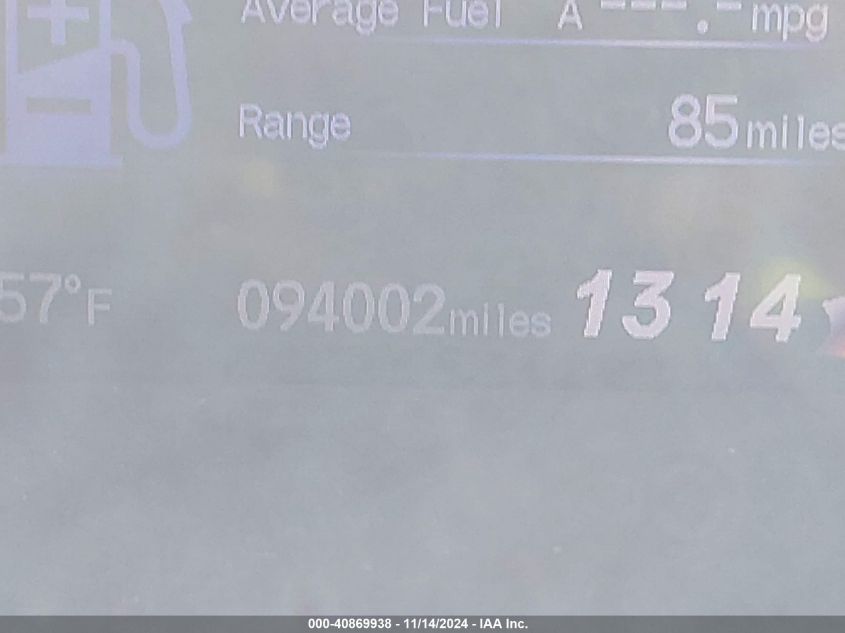 Average Fuel A ---.- mpg
Range 85 miles
57°F 094002 miles 13 14
000-40869938 - 11/14/2024 - IAA Inc.